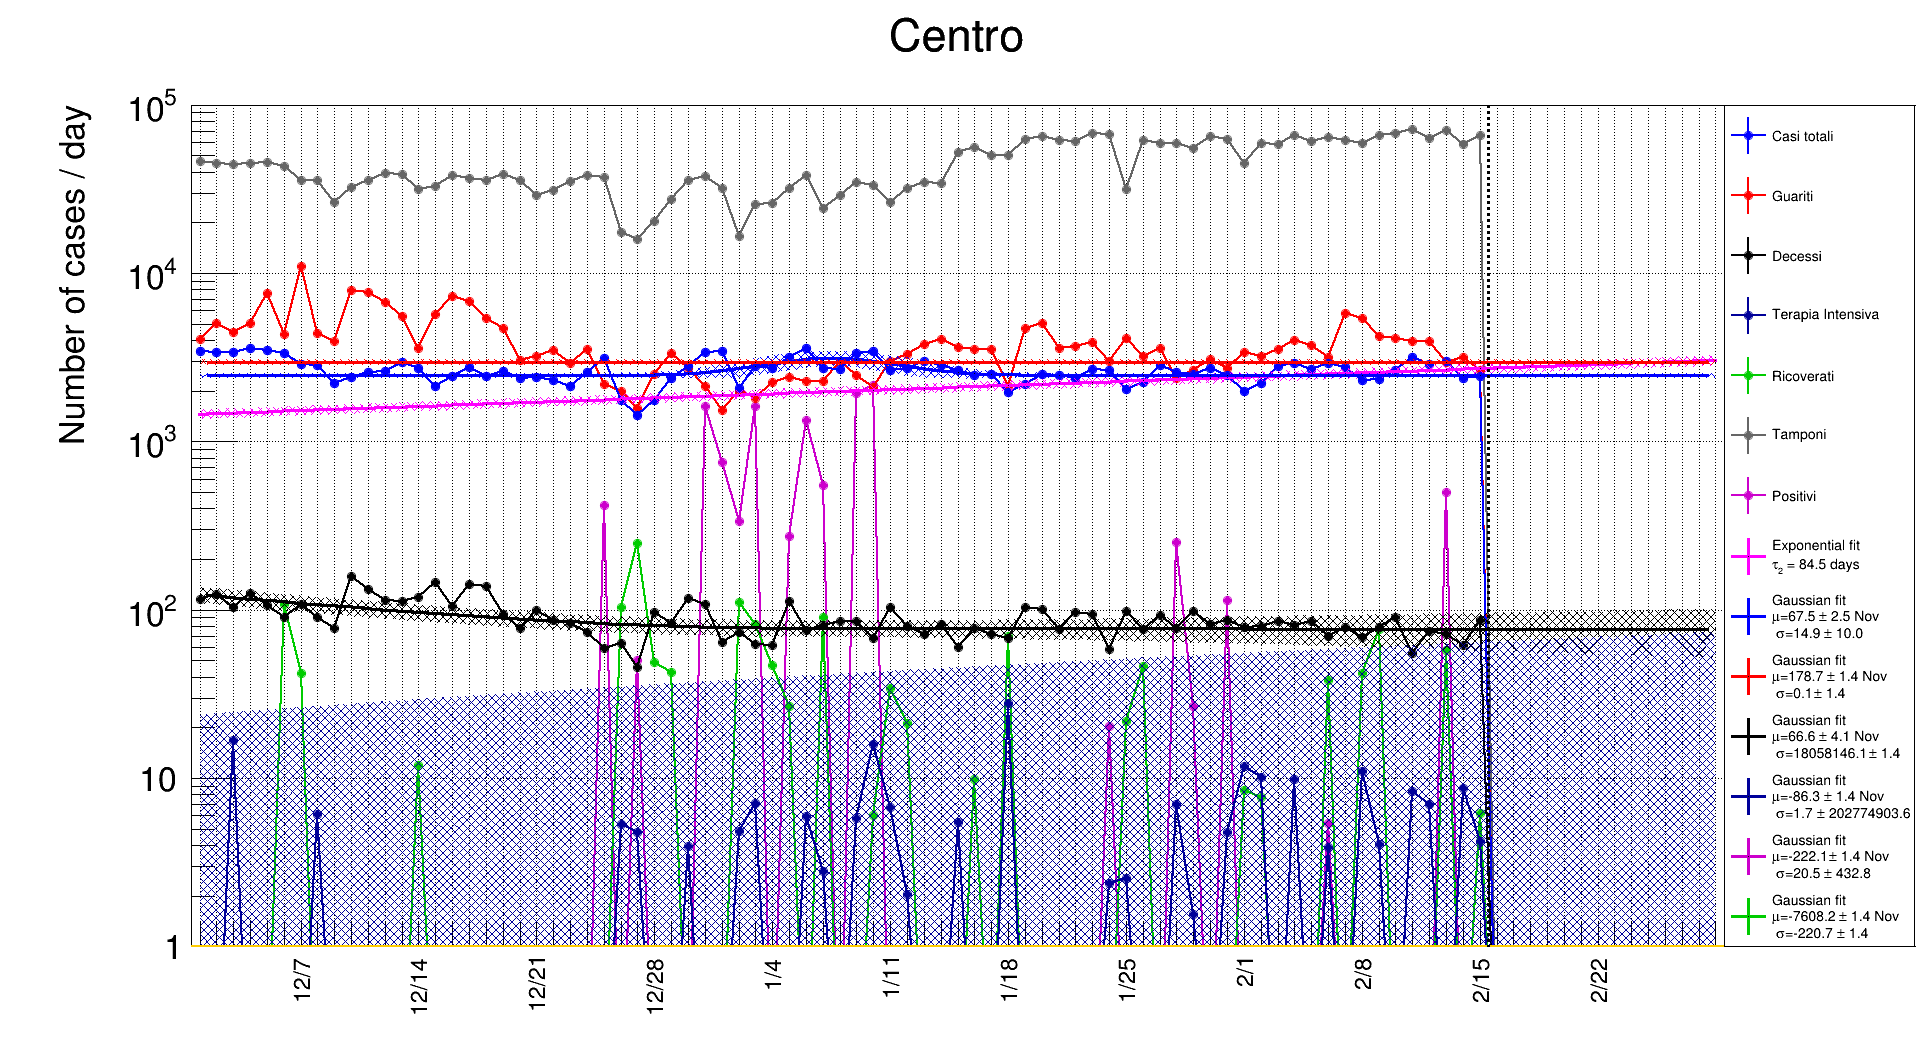 Centro
Number of cases / day
10^5
10^4
10^3
10^2
10
1
12/7
12/14
12/21
12/28
1/4
1/11
1/18
1/25
2/1
2/8
2/15
2/22
Casi totali
Guariti
Decessi
Terapia Intensiva
Ricoverati
Tamponi
Positivi
Exponential fit
τ₂ = 84.5 days
Gaussian fit
μ=67.5 ± 2.5 Nov
σ=14.9 ± 10.0
Gaussian fit
μ=178.7 ± 1.4 Nov
σ=0.1 ± 1.4
Gaussian fit
μ=66.6 ± 4.1 Nov
σ=18058146.1 ± 1.4
Gaussian fit
μ=-86.3 ± 1.4 Nov
σ=1.7 ± 202774903.6
Gaussian fit
μ=-222.1 ± 1.4 Nov
σ=20.5 ± 432.8
Gaussian fit
μ=-7608.2 ± 1.4 Nov
σ=-220.7 ± 1.4